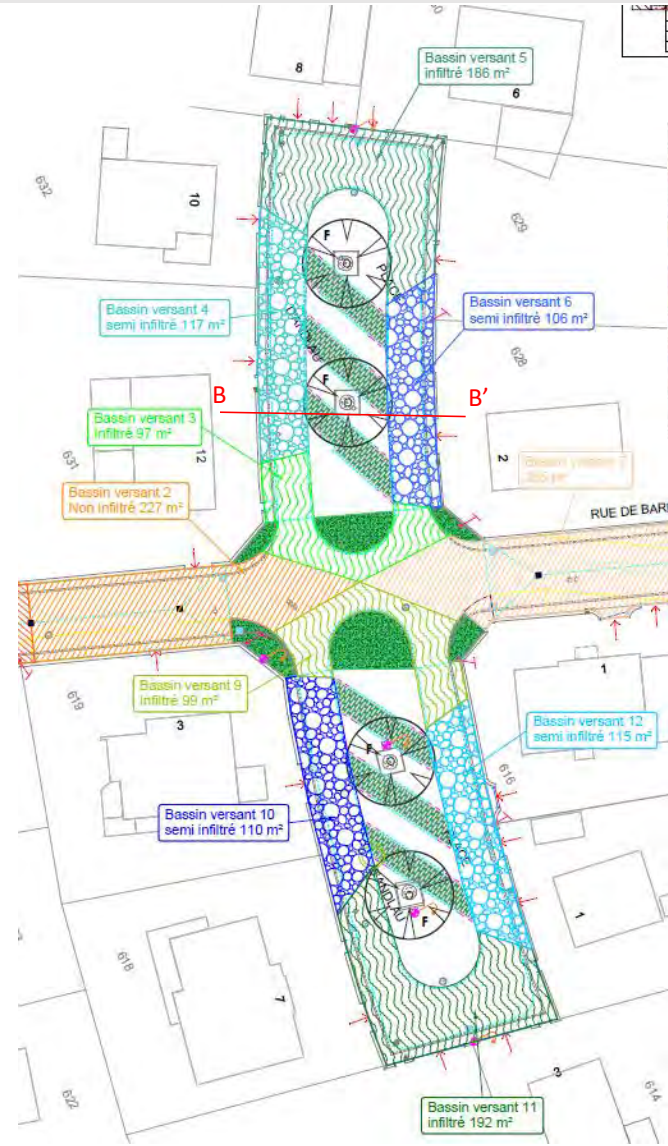 60
8
6
Bassin versant 5
infiltré 186 m²
632
10
629
F
PLACE
Bassin versant 4
semi infiltré 117 m²
Bassin versant 6
semi infiltré 106 m²
628
B
F
B'
Bassin versant 3
infiltré 97 m²
631
12
2
Bassin versant 2
Non infiltré 227 m²
RUE DE BAR
619
3
1
Bassin versant 9
infiltré 99 m²
Bassin versant 12
semi infiltré 115 m²
616
F
Bassin versant 10
semi infiltré 110 m²
ANDLAU
F
1
618
7
622
3
614
Bassin versant 11
infiltré 192 m²